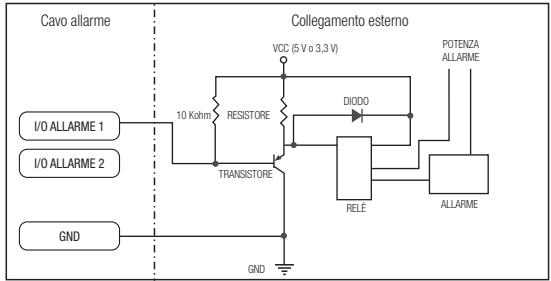 Cavo allarme
Collegamento esterno
VCC (5 V o 3,3 V)
POTENZA
ALLARME
DIODO
10 Kohm
RESISTORE
I/O ALLARME 1
I/O ALLARME 2
TRANSISTORE
RELÈ
ALLARME
GND
GND